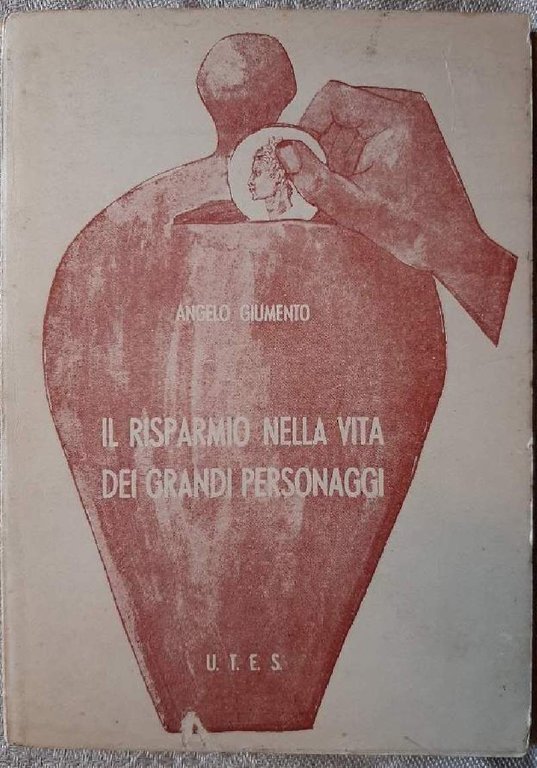 ANGELO GIUMENTO
IL RISPARMIO NELLA VITA
DEI GRANDI PERSONAGGI
U. T. E. S.